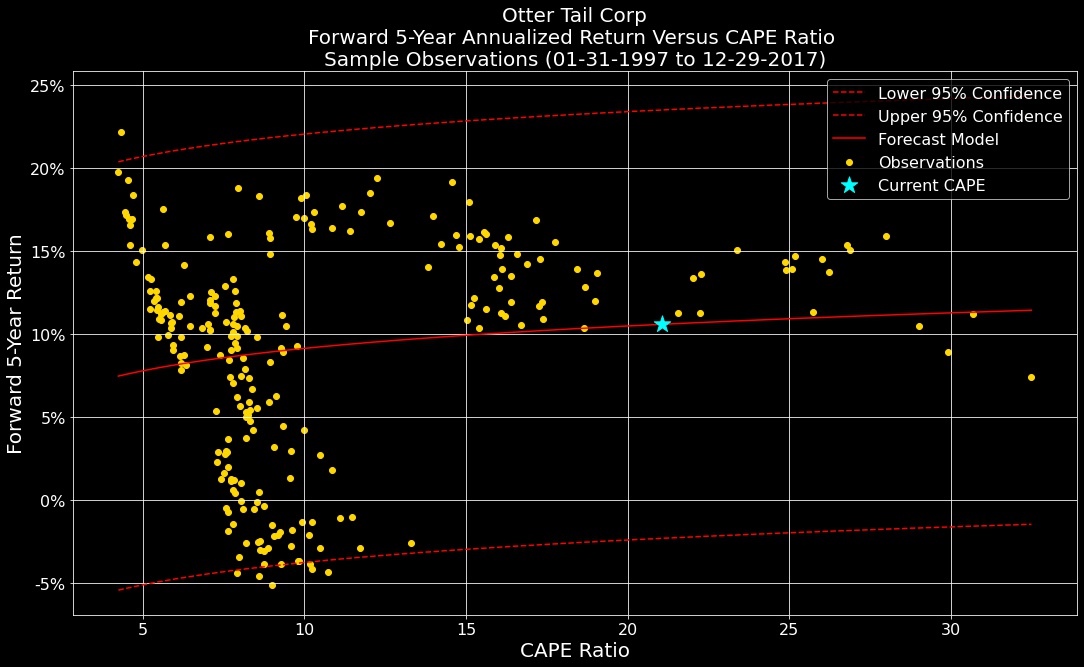 Otter Tail Corp
Forward 5-Year Annualized Return Versus CAPE Ratio
Sample Observations (01-31-1997 to 12-29-2017)
Lower 95% Confidence
Upper 95% Confidence
Forecast Model
Observations
Current CAPE
Forward 5-Year Return
25%
20%
15%
10%
5%
0%
-5%
5 10 15 20 25 30
CAPE Ratio